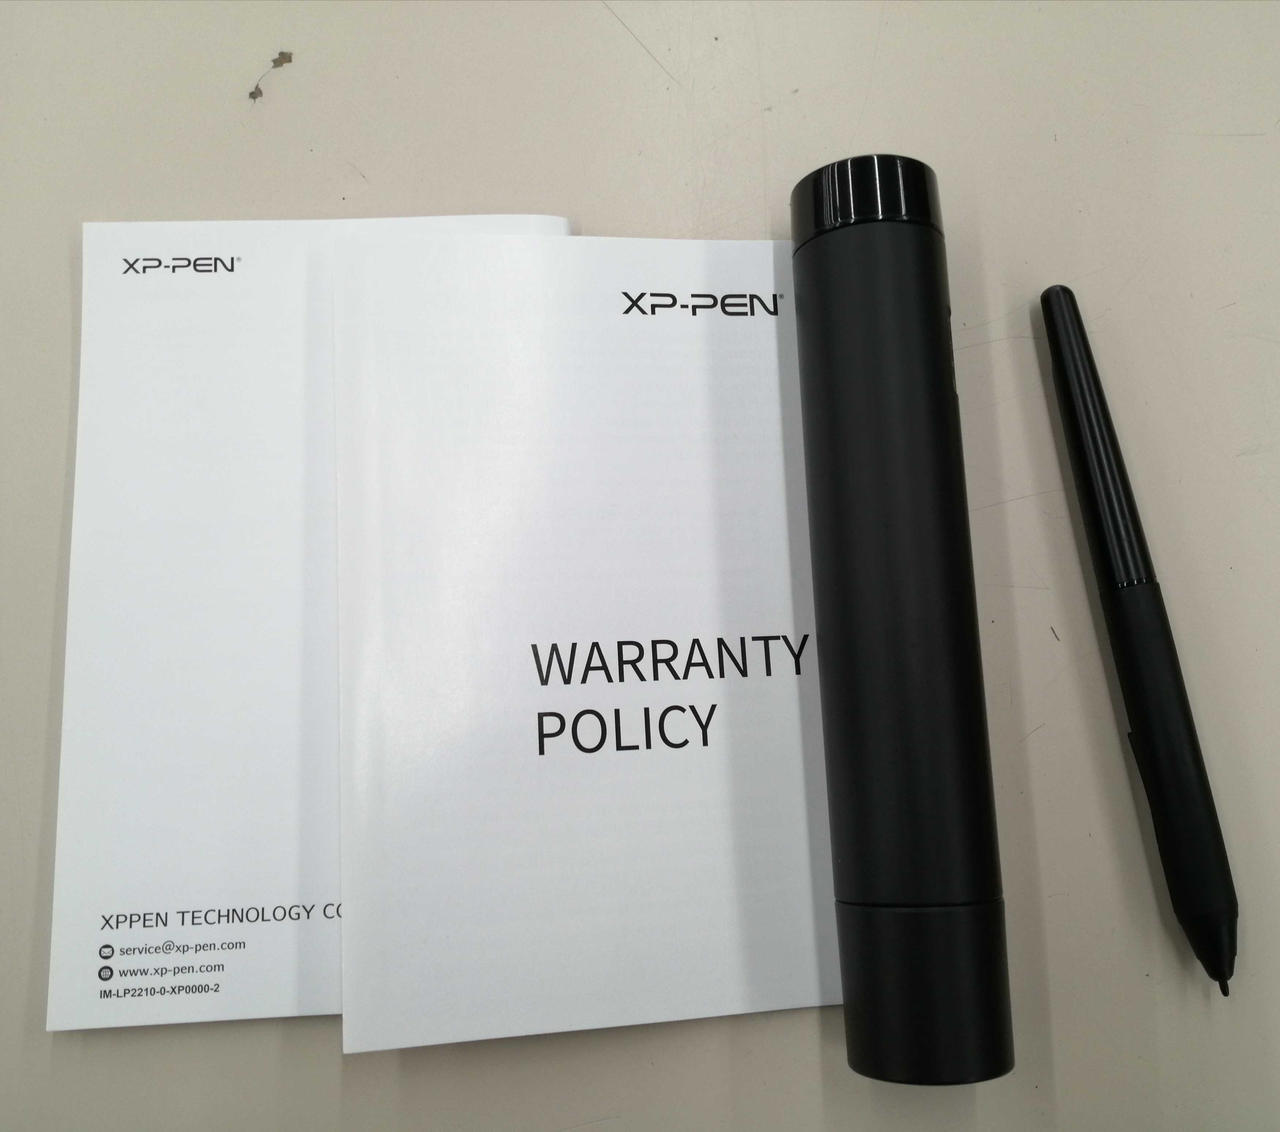 XP-PEN®
XPPEN TECHNOLOGY CO
service@xp-pen.com
www.xp-pen.com
IM-LP2210-0-XP0000-2
XP-PEN®
WARRANTY
POLICY